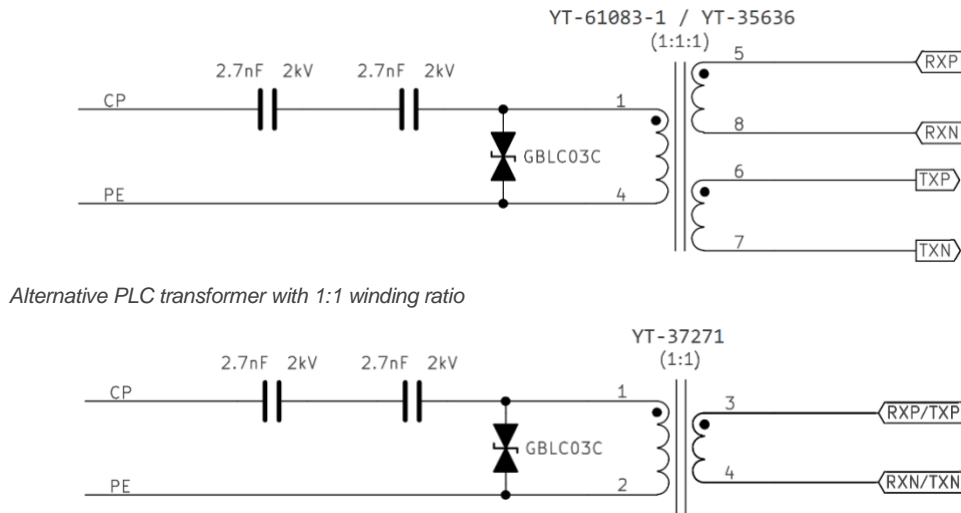 YT-61083-1 / YT-35636
(1:1:1)
5
RXP
2.7nF 2kV 2.7nF 2kV
CP
1
8
RXN
GBLC03C
6
TXP
PE
4
7
TXN
Alternative PLC transformer with 1:1 winding ratio
YT-37271
(1:1)
2.7nF 2kV 2.7nF 2kV
CP
1
3
RXP/TXP
GBLC03C
4
RXN/TXN
PE
2